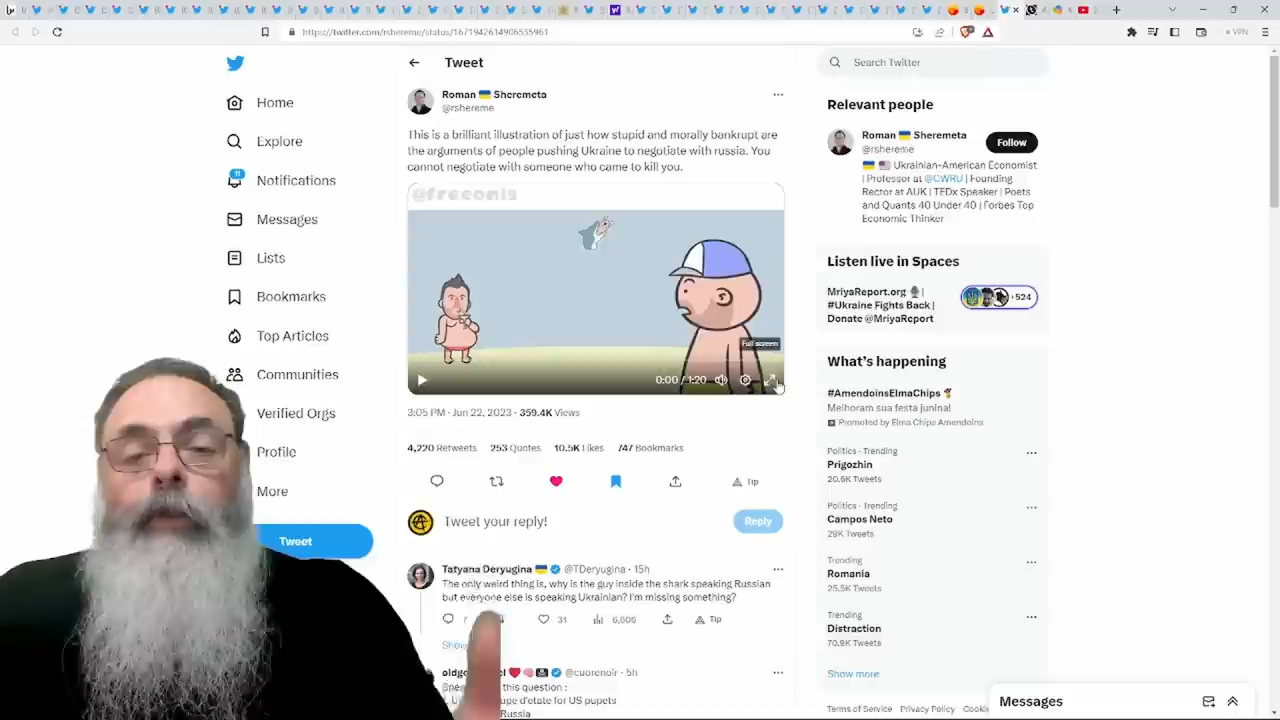 https://twitter.com/rshereme/status/1671942614906535961
VPN
Home
Explore
11
Notifications
Messages
Lists
Bookmarks
Top Articles
Communities
Verified Orgs
Profile
More
Tweet
Tweet
Roman Sheremeta
@rshereme
This is a brilliant illustration of just how stupid and morally bankrupt are
the arguments of people pushing Ukraine to negotiate with russia. You
cannot negotiate with someone who came to kill you.
Full screen
0:00 / 1:20
3:05 PM · Jun 22, 2023 · 359.4K Views
4,220 Retweets 253 Quotes 10.5K Likes 747 Bookmarks
Tip
Tweet your reply!
Reply
Tatyana Deryugina @TDeryugina · 15h
The only weird thing is, why is the guy inside the shark speaking Russian
but everyone else is speaking Ukrainian? I'm missing something?
31 6,606 Tip
@cuorenoir · 5h
this question :
d'etate for US pupets
Russia
Search Twitter
Relevant people
Roman Sheremeta
@rshereme
Follow
Ukrainian-American Economist
| Professor at @CWRU | Founding
Rector at AUK | TEDx Speaker | Poets
and Quants 40 Under 40 | Forbes Top
Economic Thinker
Listen live in Spaces
MriyaReport.org |
#Ukraine Fights Back |
Donate @MriyaReport
+524
What's happening
#AmendoinsElmaChips
Melhoram sua festa junina!
Promoted by Elma Chips Amendoins
Politics · Trending
Prigozhin
20.6K Tweets
Politics · Trending
Campos Neto
29K Tweets
Trending
Romania
25.5K Tweets
Trending
Distraction
70.9K Tweets
Show more
Terms of Service Privacy Policy
Messages